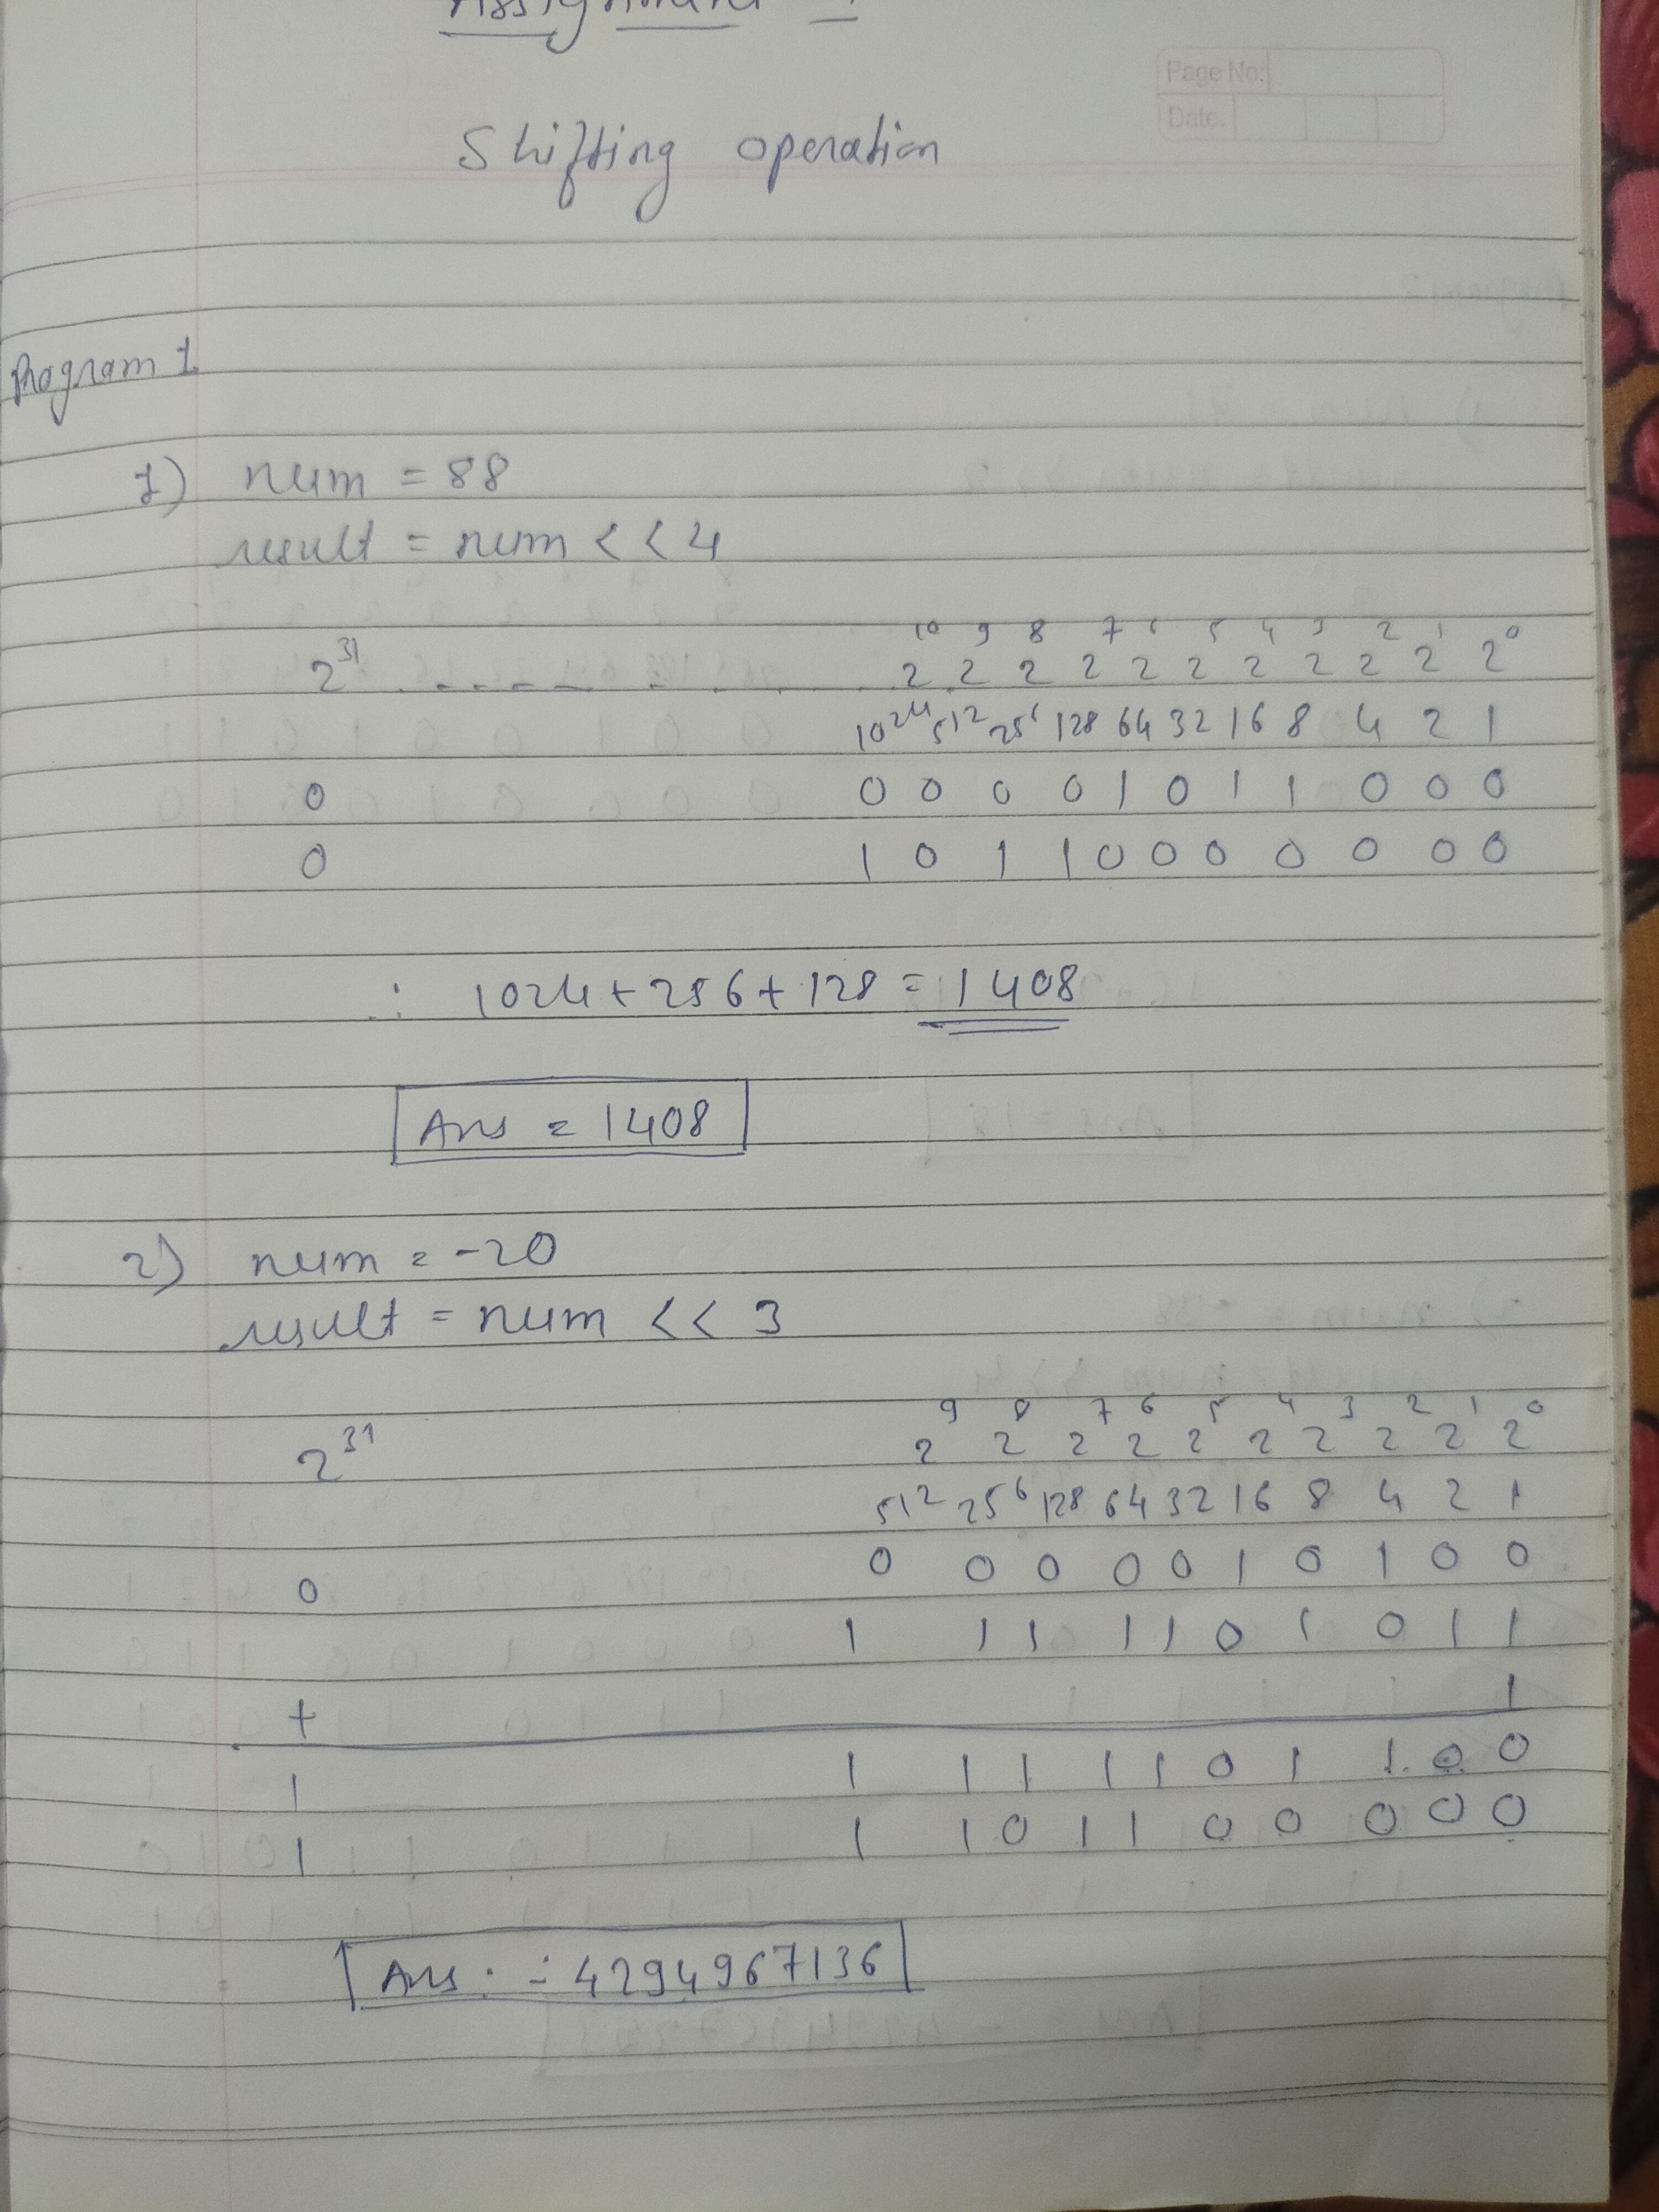 Assignment
Page No:
Date.
Shifting operation
Program 1
1) num = 88
result = num << 4
10 9 8 7 6 5 4 3 2 1 0
2^31 . - - - - - . . . 2 2 2 2 2 2 2 2 2 2 2
1024 512 256 128 64 32 16 8 4 2 1
0 0 0 0 0 1 0 1 1 0 0 0
0 1 0 1 1 0 0 0 0 0 0 0
∴ 1024 + 256 + 128 = 1408
Ans = 1408
2) num = -20
result = num << 3
9 8 7 6 5 4 3 2 1 0
2^31 2 2 2 2 2 2 2 2 2 2
512 256 128 64 32 16 8 4 2 1
0 0 0 0 0 0 1 0 1 0 0
1 1 1 1 1 0 1 0 1 1
+ 1
1 1 1 1 1 1 0 1 1 0 0
1 1 1 0 1 1 0 0 0 0 0
Ans. = 4294967136